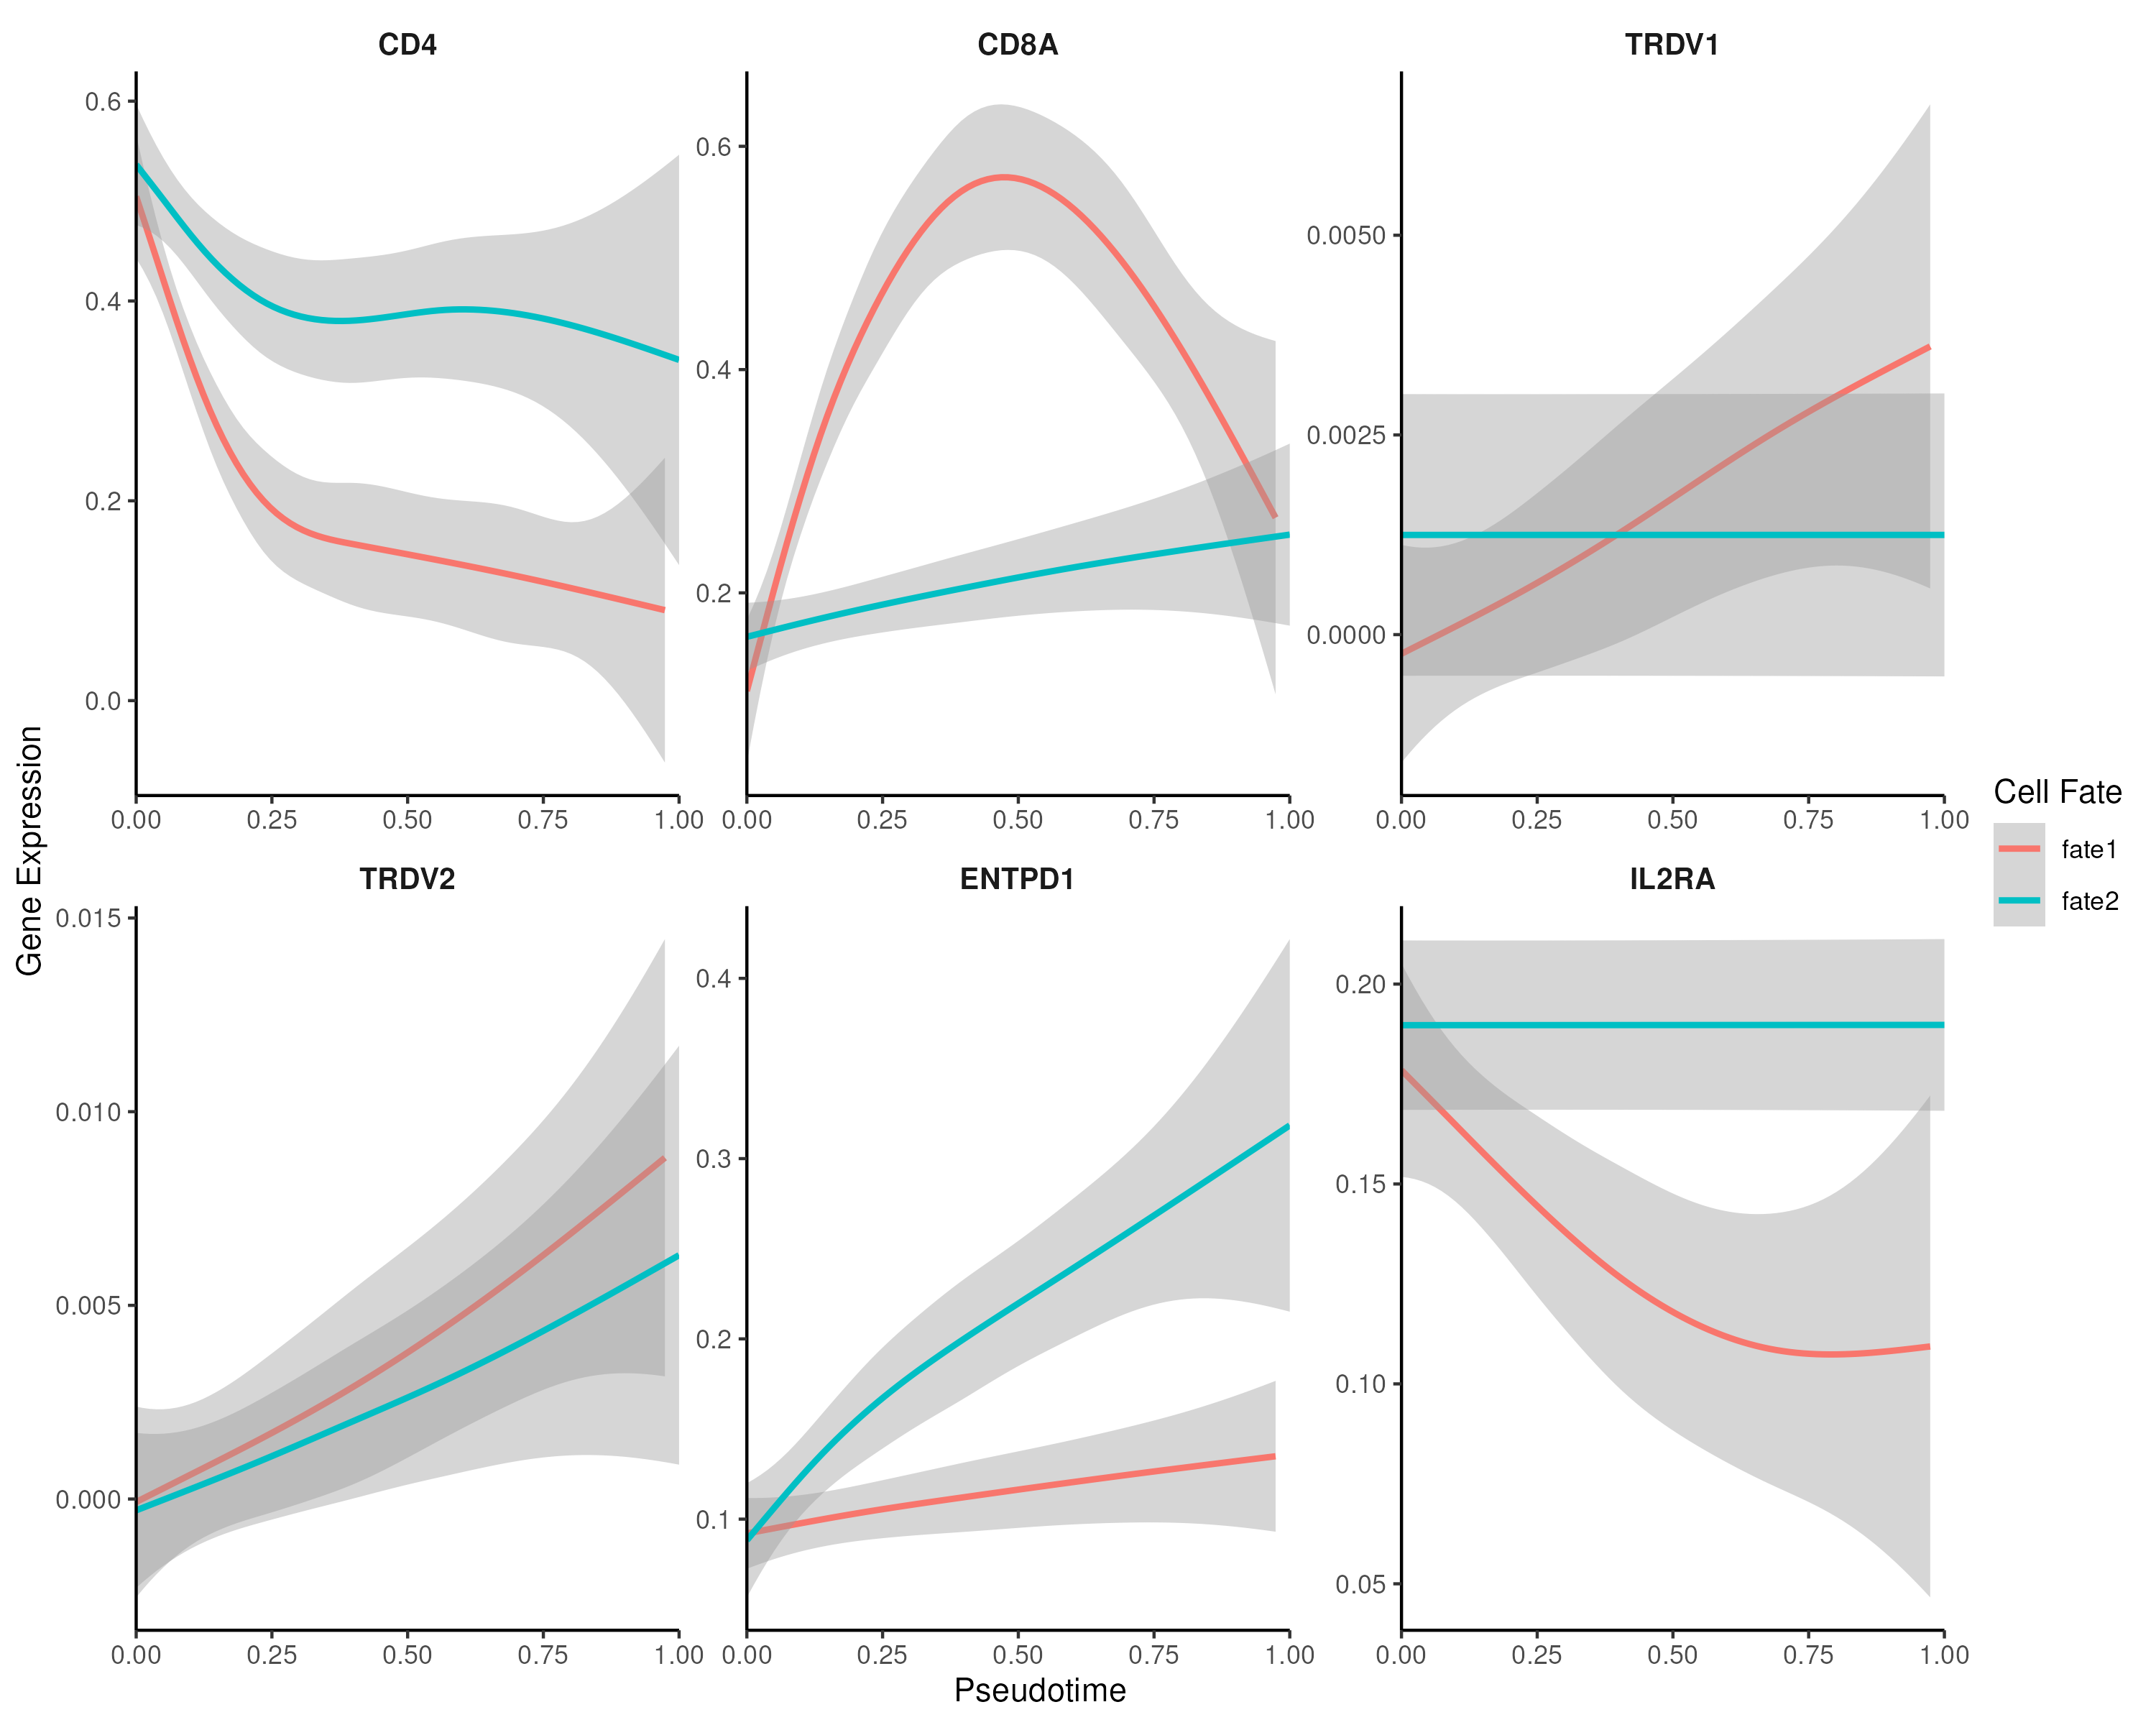 CD4
CD8A
TRDV1
0.6
0.4
0.2
0.0
0.6
0.4
0.2
0.0050
0.0025
0.0000
0.00 0.25 0.50 0.75 1.00
0.00 0.25 0.50 0.75 1.00
0.00 0.25 0.50 0.75 1.00
TRDV2
ENTPD1
IL2RA
0.015
0.010
0.005
0.000
0.4
0.3
0.2
0.1
0.20
0.15
0.10
0.05
0.00 0.25 0.50 0.75 1.00
0.00 0.25 0.50 0.75 1.00
0.00 0.25 0.50 0.75 1.00
Gene Expression
Pseudotime
Cell Fate
fate1
fate2